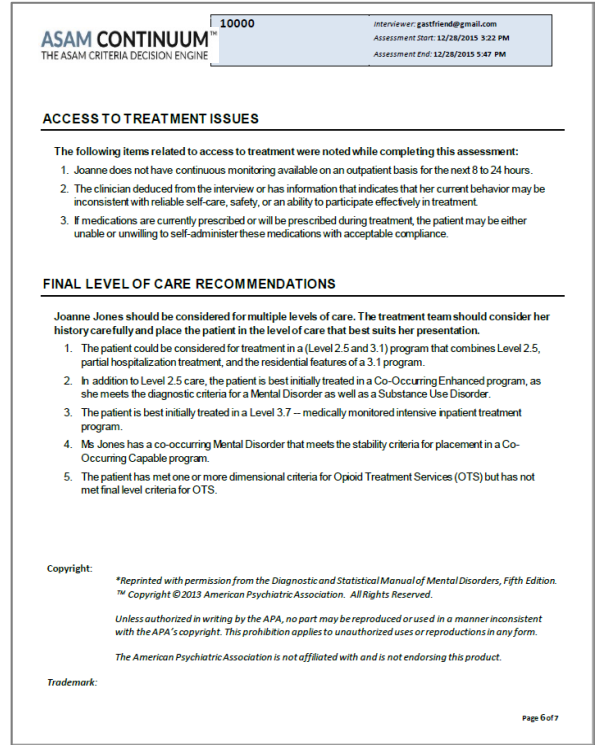 10000
Interviewer: gastfriend@gmail.com
Assessment Start: 12/28/2015 3:22 PM
Assessment End: 12/28/2015 5:47 PM
ASAM CONTINUUM™
THE ASAM CRITERIA DECISION ENGINE
ACCESS TO TREATMENT ISSUES
The following items related to access to treatment were noted while completing this assessment:
1. Joanne does not have continuous monitoring available on an outpatient basis for the next 8 to 24 hours.
2. The clinician deduced from the interview or has information that indicates that her current behavior may be
inconsistent with reliable self-care, safety, or an ability to participate effectively in treatment.
3. If medications are currently prescribed or will be prescribed during treatment, the patient may be either
unable or unwilling to self-administer these medications with acceptable compliance.
FINAL LEVEL OF CARE RECOMMENDATIONS
Joanne Jones should be considered for multiple levels of care. The treatment team should consider her
history carefully and place the patient in the level of care that best suits her presentation.
1. The patient could be considered for treatment in a (Level 2.5 and 3.1) program that combines Level 2.5,
partial hospitalization treatment, and the residential features of a 3.1 program.
2. In addition to Level 2.5 care, the patient is best initially treated in a Co-Occurring Enhanced program, as
she meets the diagnostic criteria for a Mental Disorder as well as a Substance Use Disorder.
3. The patient is best initially treated in a Level 3.7 -- medically monitored intensive inpatient treatment
program.
4. Ms Jones has a co-occurring Mental Disorder that meets the stability criteria for placement in a Co-
Occurring Capable program.
5. The patient has met one or more dimensional criteria for Opioid Treatment Services (OTS) but has not
met final level criteria for OTS.
Copyright:
*Reprinted with permission from the Diagnostic and Statistical Manual of Mental Disorders, Fifth Edition.
™ Copyright ©2013 American Psychiatric Association. All Rights Reserved.
Unless authorized in writing by the APA, no part may be reproduced or used in a manner inconsistent
with the APA's copyright. This prohibition applies to unauthorized uses or reproductions in any form.
The American Psychiatric Association is not affiliated with and is not endorsing this product.
Trademark:
Page 6 of 7